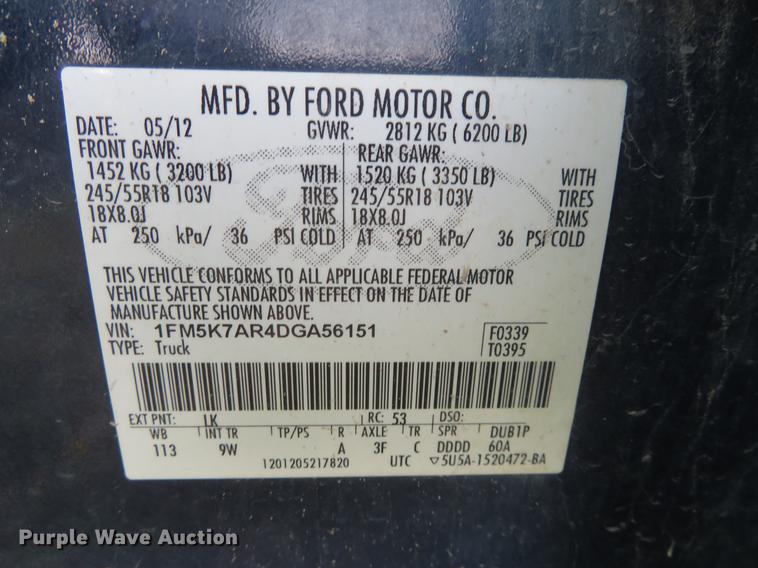 MFD. BY FORD MOTOR CO.
DATE: 05/12 GVWR: 2812 KG ( 6200 LB)
FRONT GAWR: REAR GAWR:
1452 KG ( 3200 LB) WITH 1520 KG ( 3350 LB) WITH
245/55R18 103V TIRES 245/55R18 103V TIRES
18X8.0J RIMS 18X8.0J RIMS
AT 250 kPa/ 36 PSI COLD AT 250 kPa/ 36 PSI COLD
Ford
THIS VEHICLE CONFORMS TO ALL APPLICABLE FEDERAL MOTOR
VEHICLE SAFETY STANDARDS IN EFFECT ON THE DATE OF
MANUFACTURE SHOWN ABOVE.
VIN: 1FM5K7AR4DGA56151 F0339
TYPE: Truck T0395
EXT PNT: LK RC: 53 DSO:
WB INT TR TP/PS R AXLE TR SPR DUB1P
113 9W A 3F C DDDD 60A
1201205217820 UTC ▽5U5A-1520472-BA
Purple Wave Auction